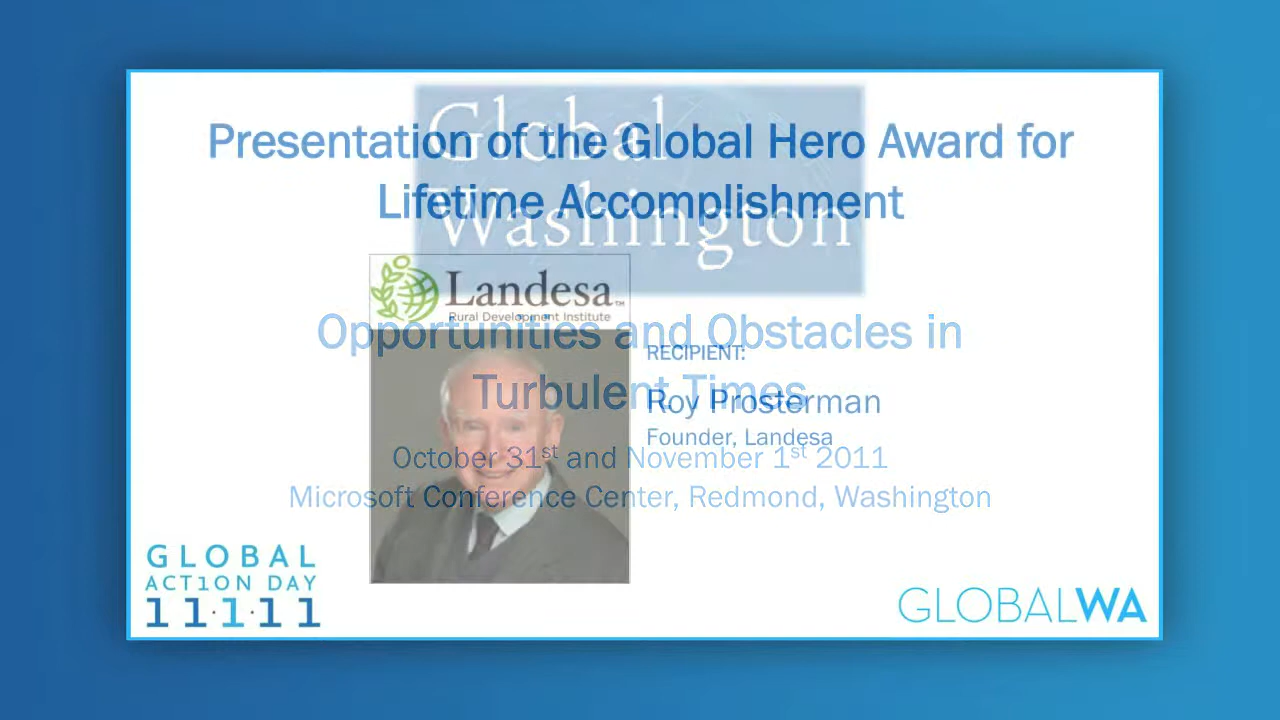 Presentation of the Global Hero Award for
Lifetime Accomplishment
Global
Washington
Landesa™
Rural Development Institute
Opportunities and Obstacles in
Turbulent Times
RECIPIENT:
Roy Prosterman
Founder, Landesa
October 31st and November 1st 2011
Microsoft Conference Center, Redmond, Washington
GLOBAL
ACT1ON DAY
11·1·11
GLOBALWA